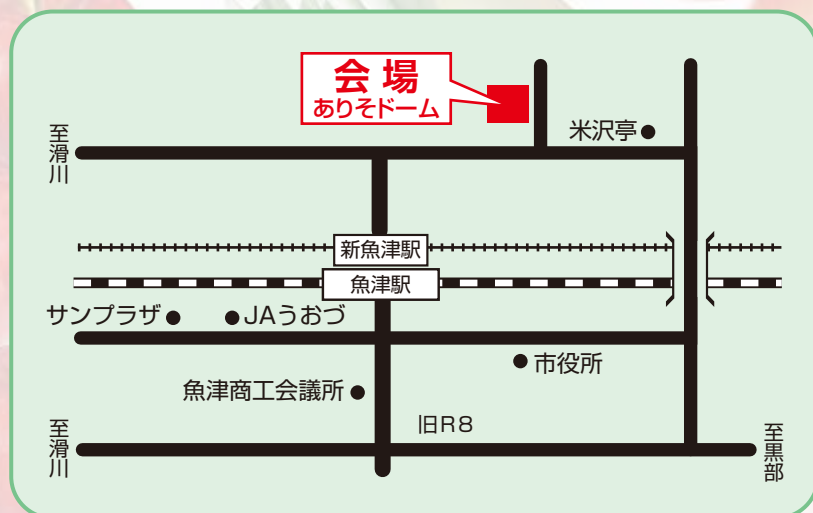 会場
ありそドーム
米沢亭
至滑川
新魚津駅
魚津駅
サンプラザ
JAうおづ
市役所
魚津商工会議所
旧R8
至滑川
至黒部